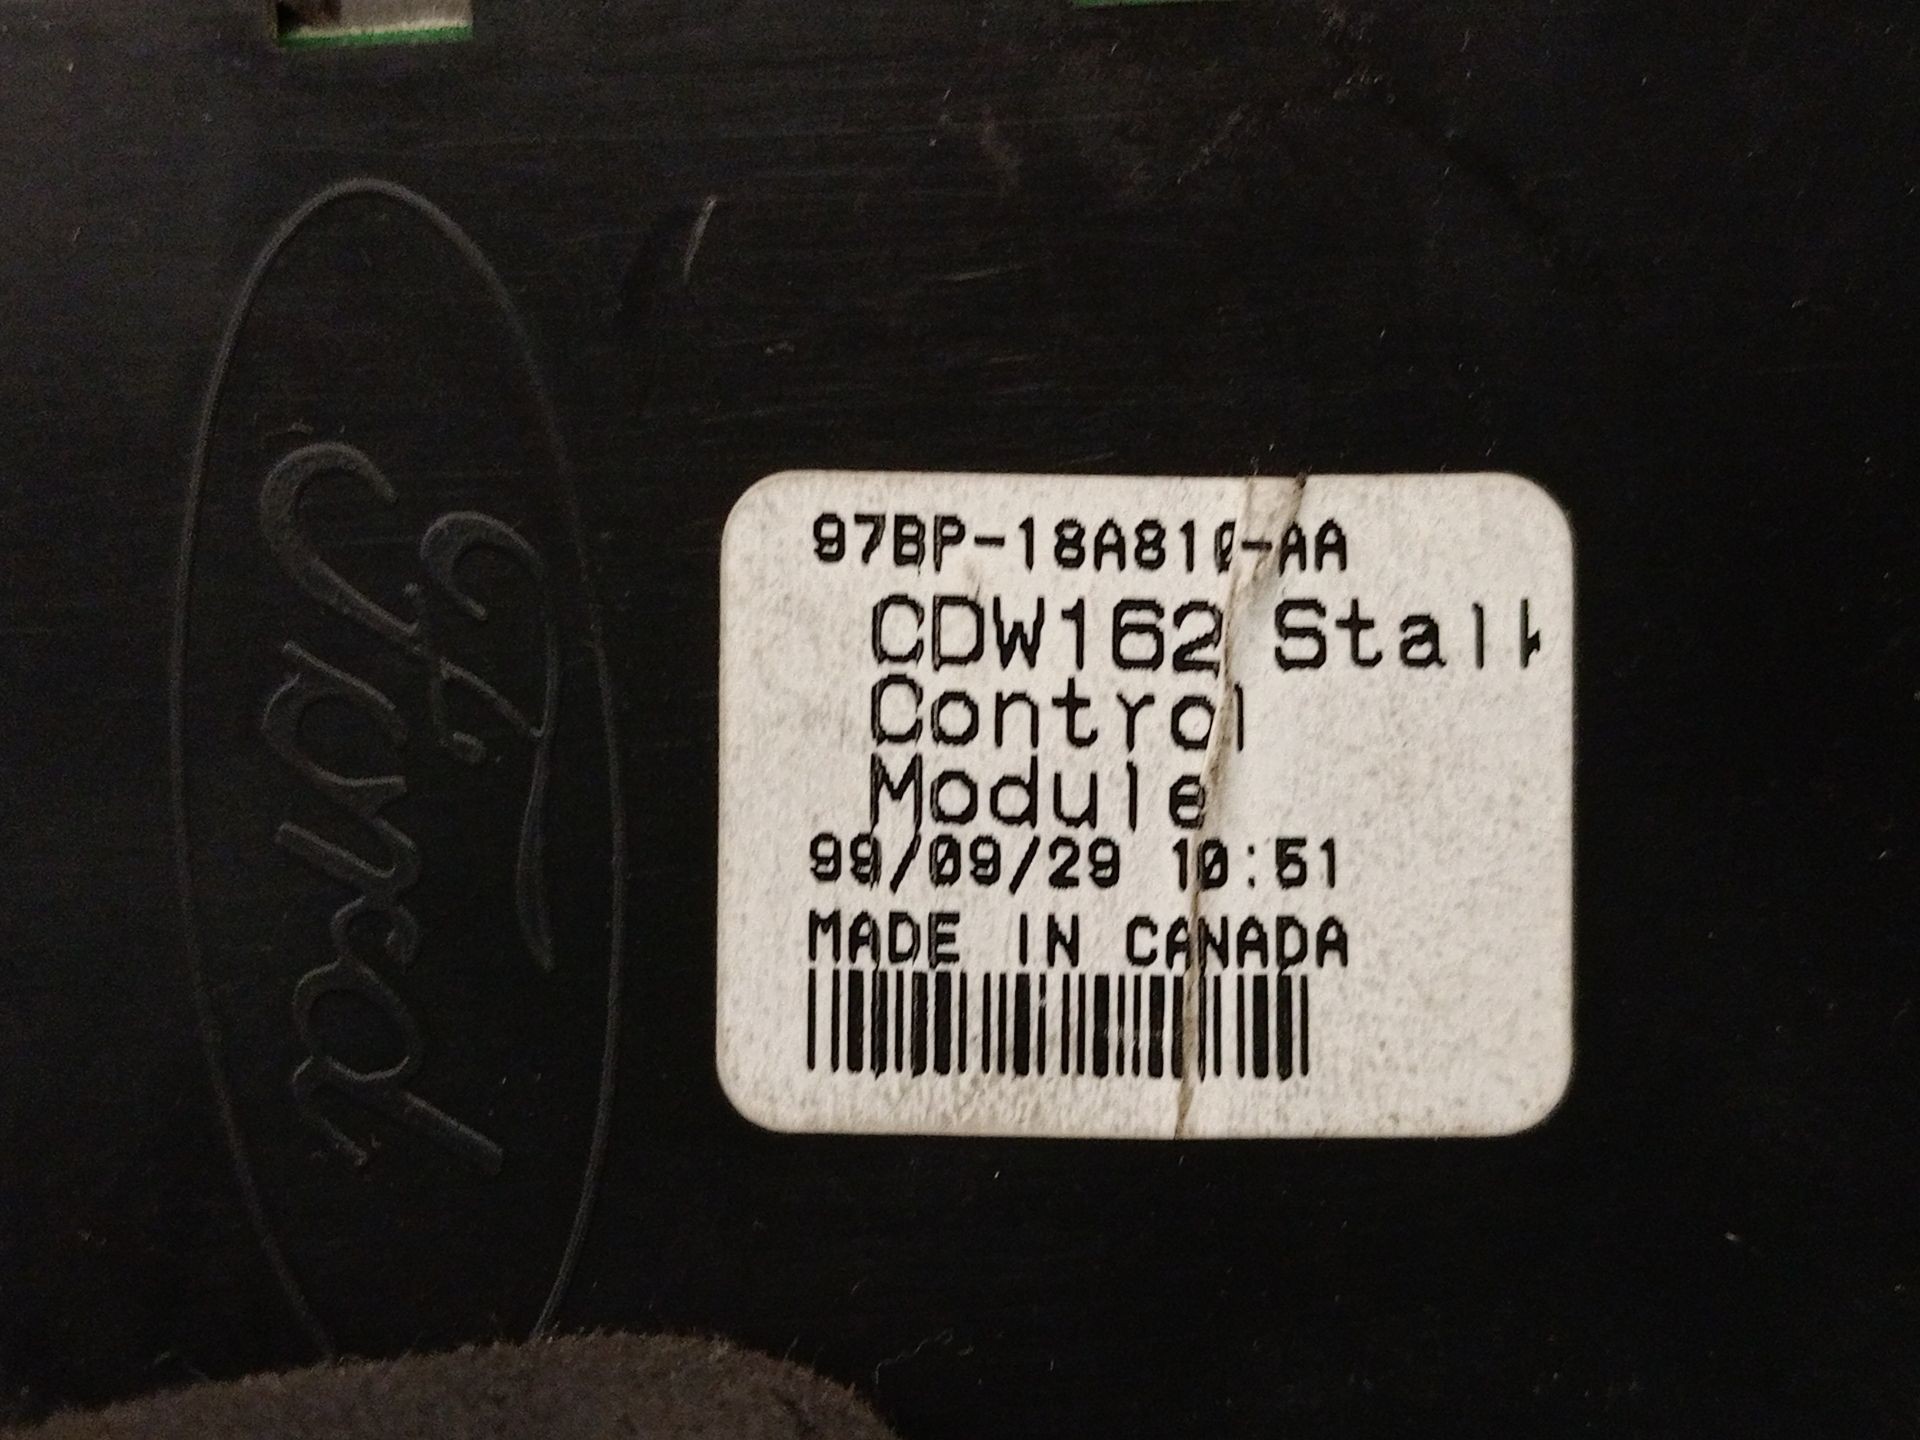 Ford
97BP-18A810-AA
CDW162 Stalk
Control
Module
99/09/29 10:51
MADE IN CANADA